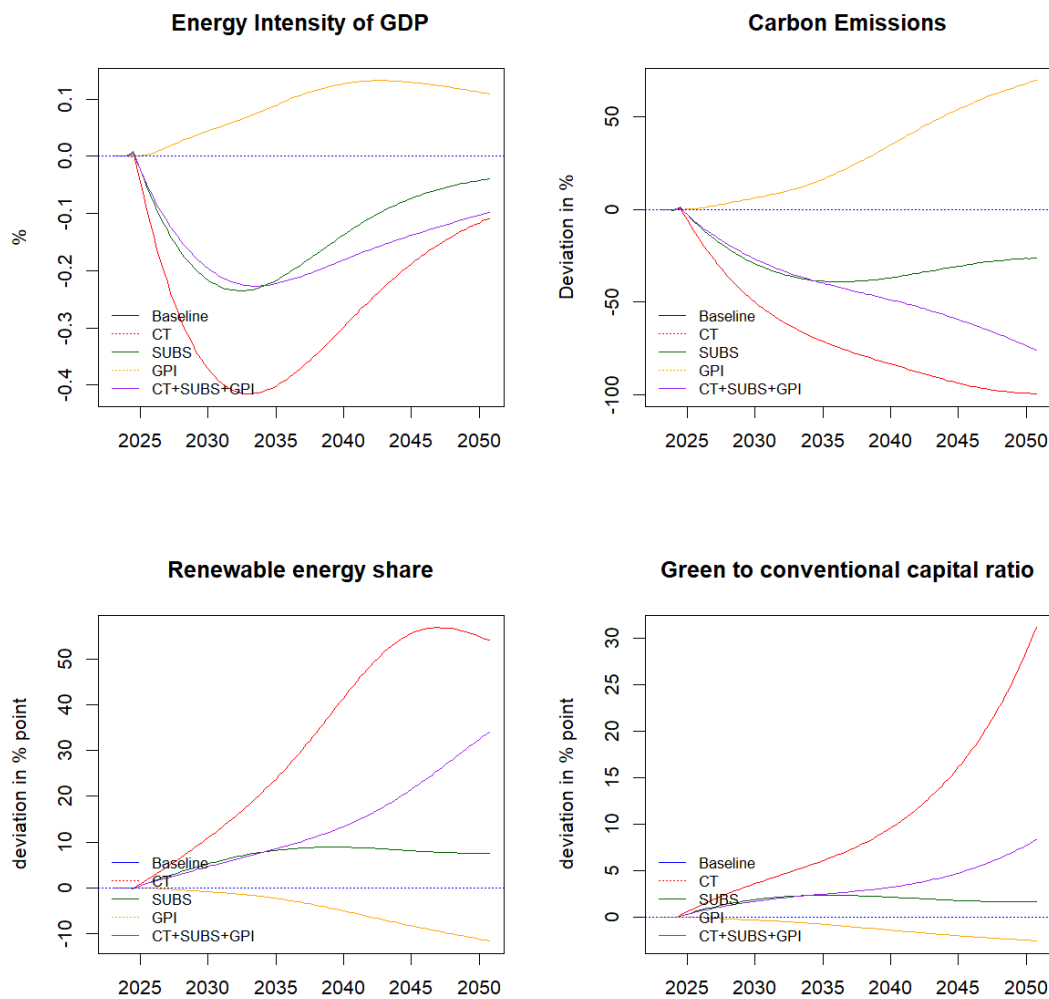 Energy Intensity of GDP
%
0.1
0.0
-0.1
-0.2
-0.3
-0.4
Baseline
CT
SUBS
GPI
CT+SUBS+GPI
2025 2030 2035 2040 2045 2050
Carbon Emissions
Deviation in %
50
0
-50
-100
Baseline
CT
SUBS
GPI
CT+SUBS+GPI
2025 2030 2035 2040 2045 2050
Renewable energy share
deviation in % point
50
40
30
20
10
0
-10
Baseline
CT
SUBS
GPI
CT+SUBS+GPI
2025 2030 2035 2040 2045 2050
Green to conventional capital ratio
deviation in % point
30
25
20
15
10
5
0
Baseline
CT
SUBS
GPI
CT+SUBS+GPI
2025 2030 2035 2040 2045 2050